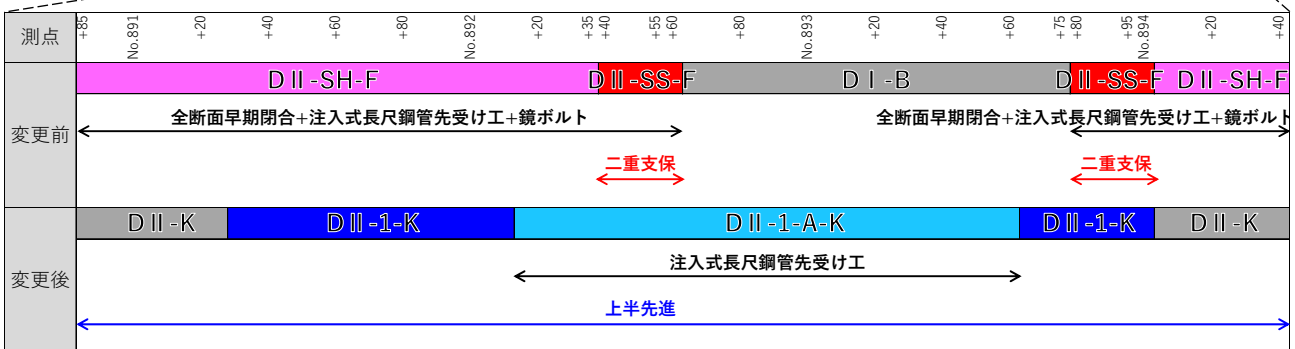 測点
+85
No.891
+20
+40
+60
+80
No.892
+20
+35
+40
+55
+60
+80
No.893
+20
+40
+60
+75
+80
+95
No.894
+20
+40
変更前
DⅡ-SH-F
DⅡ-SS-F
DⅠ-B
DⅡ-SS-F
DⅡ-SH-F
全断面早期閉合+注入式長尺鋼管先受け工+鏡ボルト
全断面早期閉合+注入式長尺鋼管先受け工+鏡ボルト
二重支保
二重支保
変更後
DⅡ-K
DⅡ-1-K
DⅡ-1-A-K
DⅡ-1-K
DⅡ-K
注入式長尺鋼管先受け工
上半先進